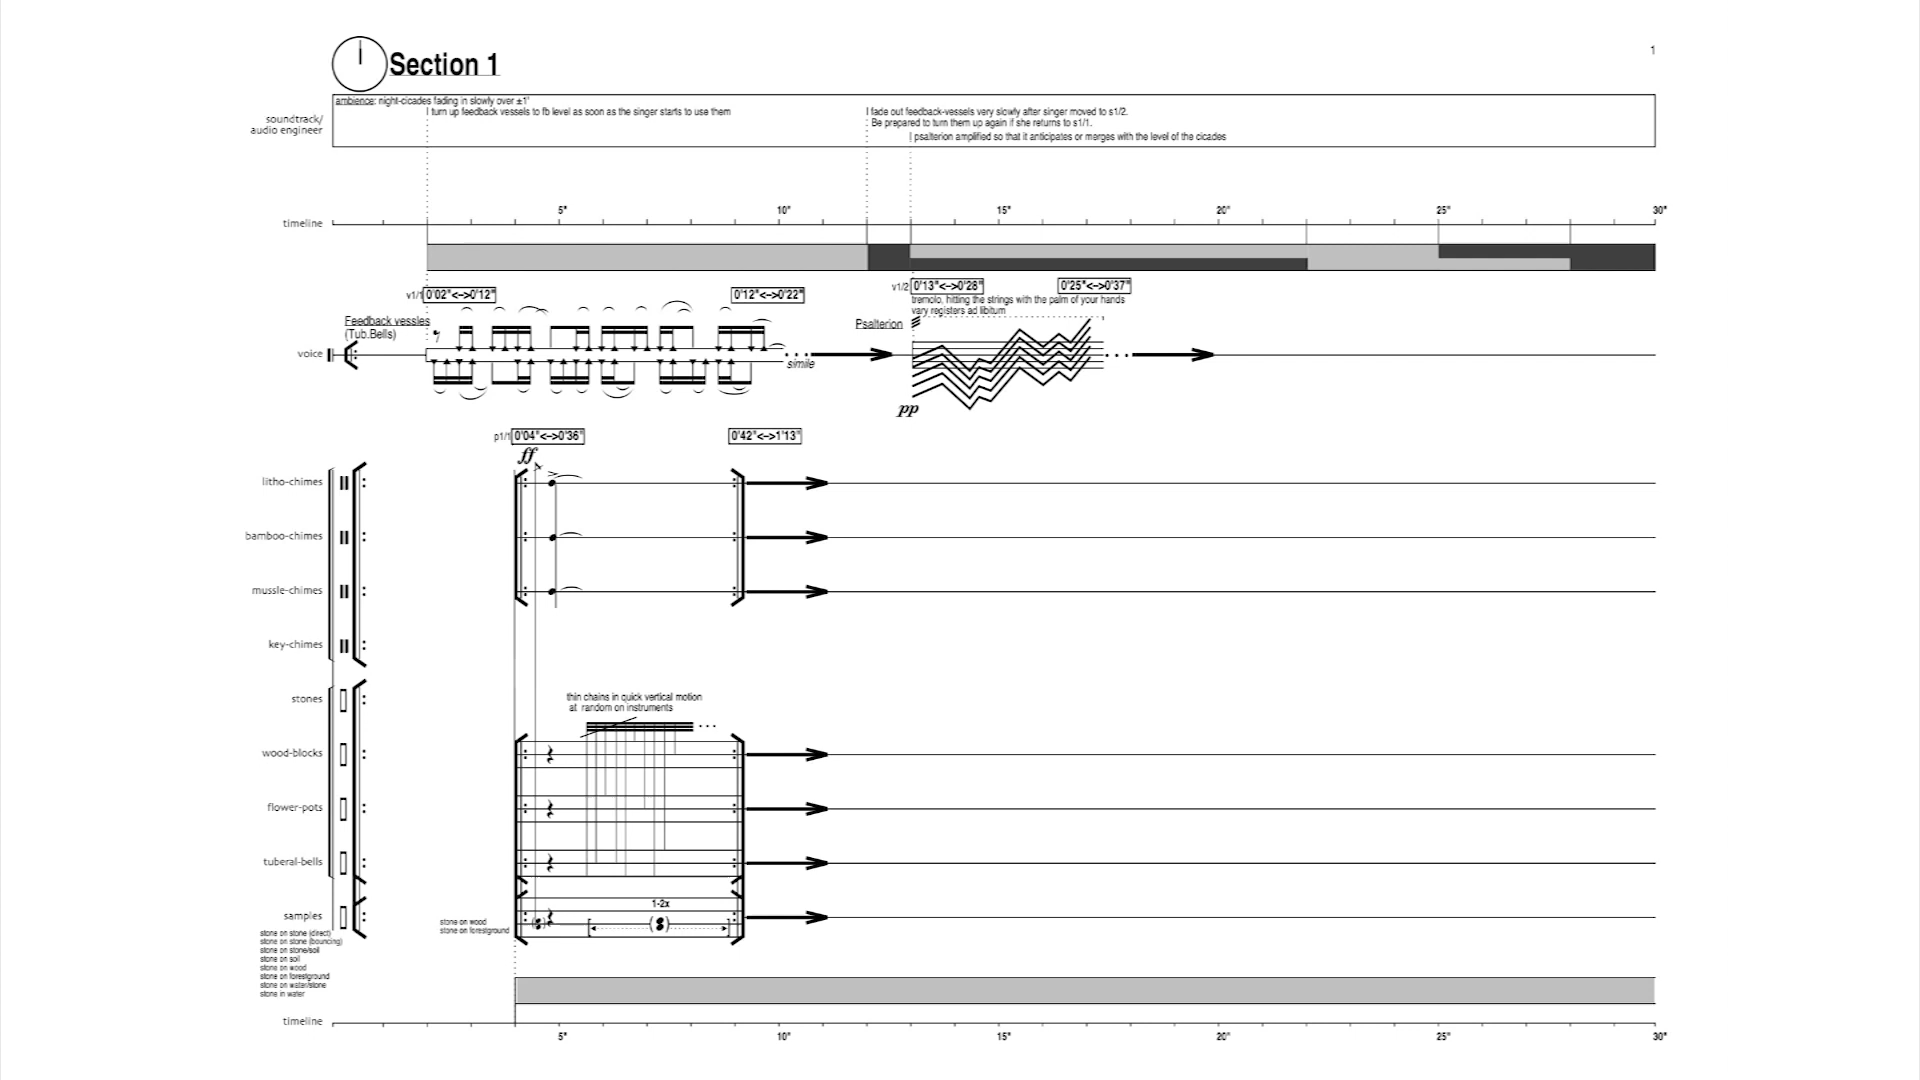 Section 1
1
ambience: night-cicades fading in slowly over ±1'
turn up feedback vessels to fb level as soon as the singer starts to use them
fade out feedback-vessels very slowly after singer moved to s1/2.
Be prepared to turn them up again if she returns to s1/1.
psalterion amplified so that it anticipates or merges with the level of the cicades
soundtrack/
audio engineer
timeline
5"
10"
15"
20"
25"
30"
v1/1
0'02"<->0'12"
0'12"<->0'22"
v1/2
0'13"<->0'28"
0'25"<->0'37"
tremolo, hitting the strings with the palm of your hands
vary registers ad libitum
Feedback vessles
(Tub.Bells)
Psalterion
voice
simile
pp
p1/1
0'04"<->0'36"
0'42"<->1'13"
ff
litho-chimes
bamboo-chimes
mussle-chimes
key-chimes
stones
thin chains in quick vertical motion
at random on instruments
wood-blocks
flower-pots
tuberal-bells
1-2x
samples
stone on wood
stone on forestground
stone on stone (direct)
stone on stone (bouncing)
stone on stone/soil
stone on soil
stone on wood
stone on forestground
stone on water/stone
stone in water
timeline
5"
10"
15"
20"
25"
30"